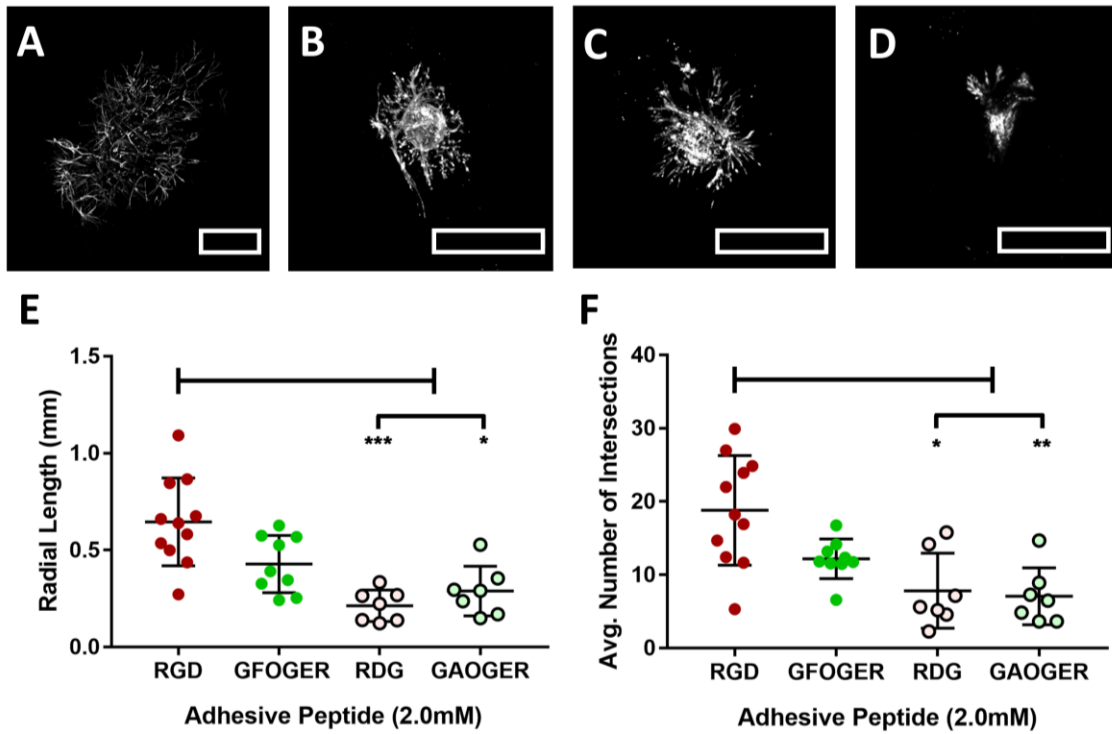 A
B
C
D
E
1.5
1.0
0.5
0.0
Radial Length (mm)
***
*
RGD
GFOGER
RDG
GAOGER
Adhesive Peptide (2.0mM)
F
40
30
20
10
0
Avg. Number of Intersections
*
**
RGD
GFOGER
RDG
GAOGER
Adhesive Peptide (2.0mM)